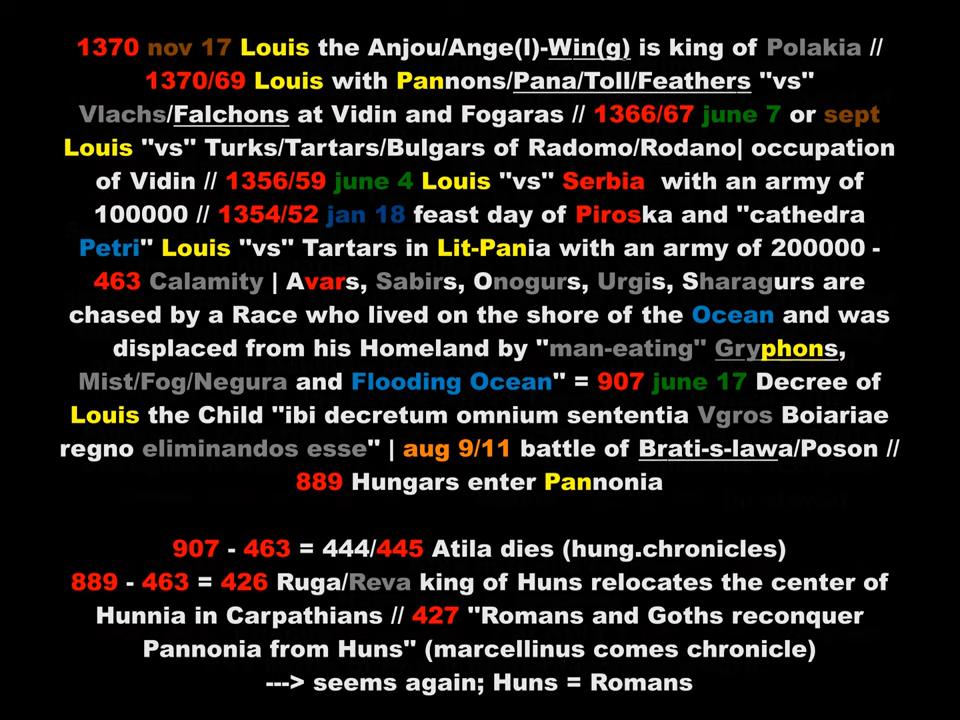 1370 nov 17 Louis the Anjou/Ange(l)-Win(g) is king of Polakia //
1370/69 Louis with Pannons/Pana/Toll/Feathers "vs"
Vlachs/Falchons at Vidin and Fogaras // 1366/67 june 7 or sept
Louis "vs" Turks/Tartars/Bulgars of Radomo/Rodano| occupation
of Vidin // 1356/59 june 4 Louis "vs" Serbia with an army of
100000 // 1354/52 jan 18 feast day of Piroska and "cathedra
Petri" Louis "vs" Tartars in Lit-Pania with an army of 200000 -
463 Calamity | Avars, Sabirs, Onogurs, Urgis, Sharagurs are
chased by a Race who lived on the shore of the Ocean and was
displaced from his Homeland by "man-eating" Gryphons,
Mist/Fog/Negura and Flooding Ocean" = 907 june 17 Decree of
Louis the Child "ibi decretum omnium sententia Vgros Boiariae
regno eliminandos esse" | aug 9/11 battle of Brati-s-lawa/Poson //
889 Hungars enter Pannonia
907 - 463 = 444/445 Atila dies (hung.chronicles)
889 - 463 = 426 Ruga/Reva king of Huns relocates the center of
Hunnia in Carpathians // 427 "Romans and Goths reconquer
Pannonia from Huns" (marcellinus comes chronicle)
---> seems again; Huns = Romans